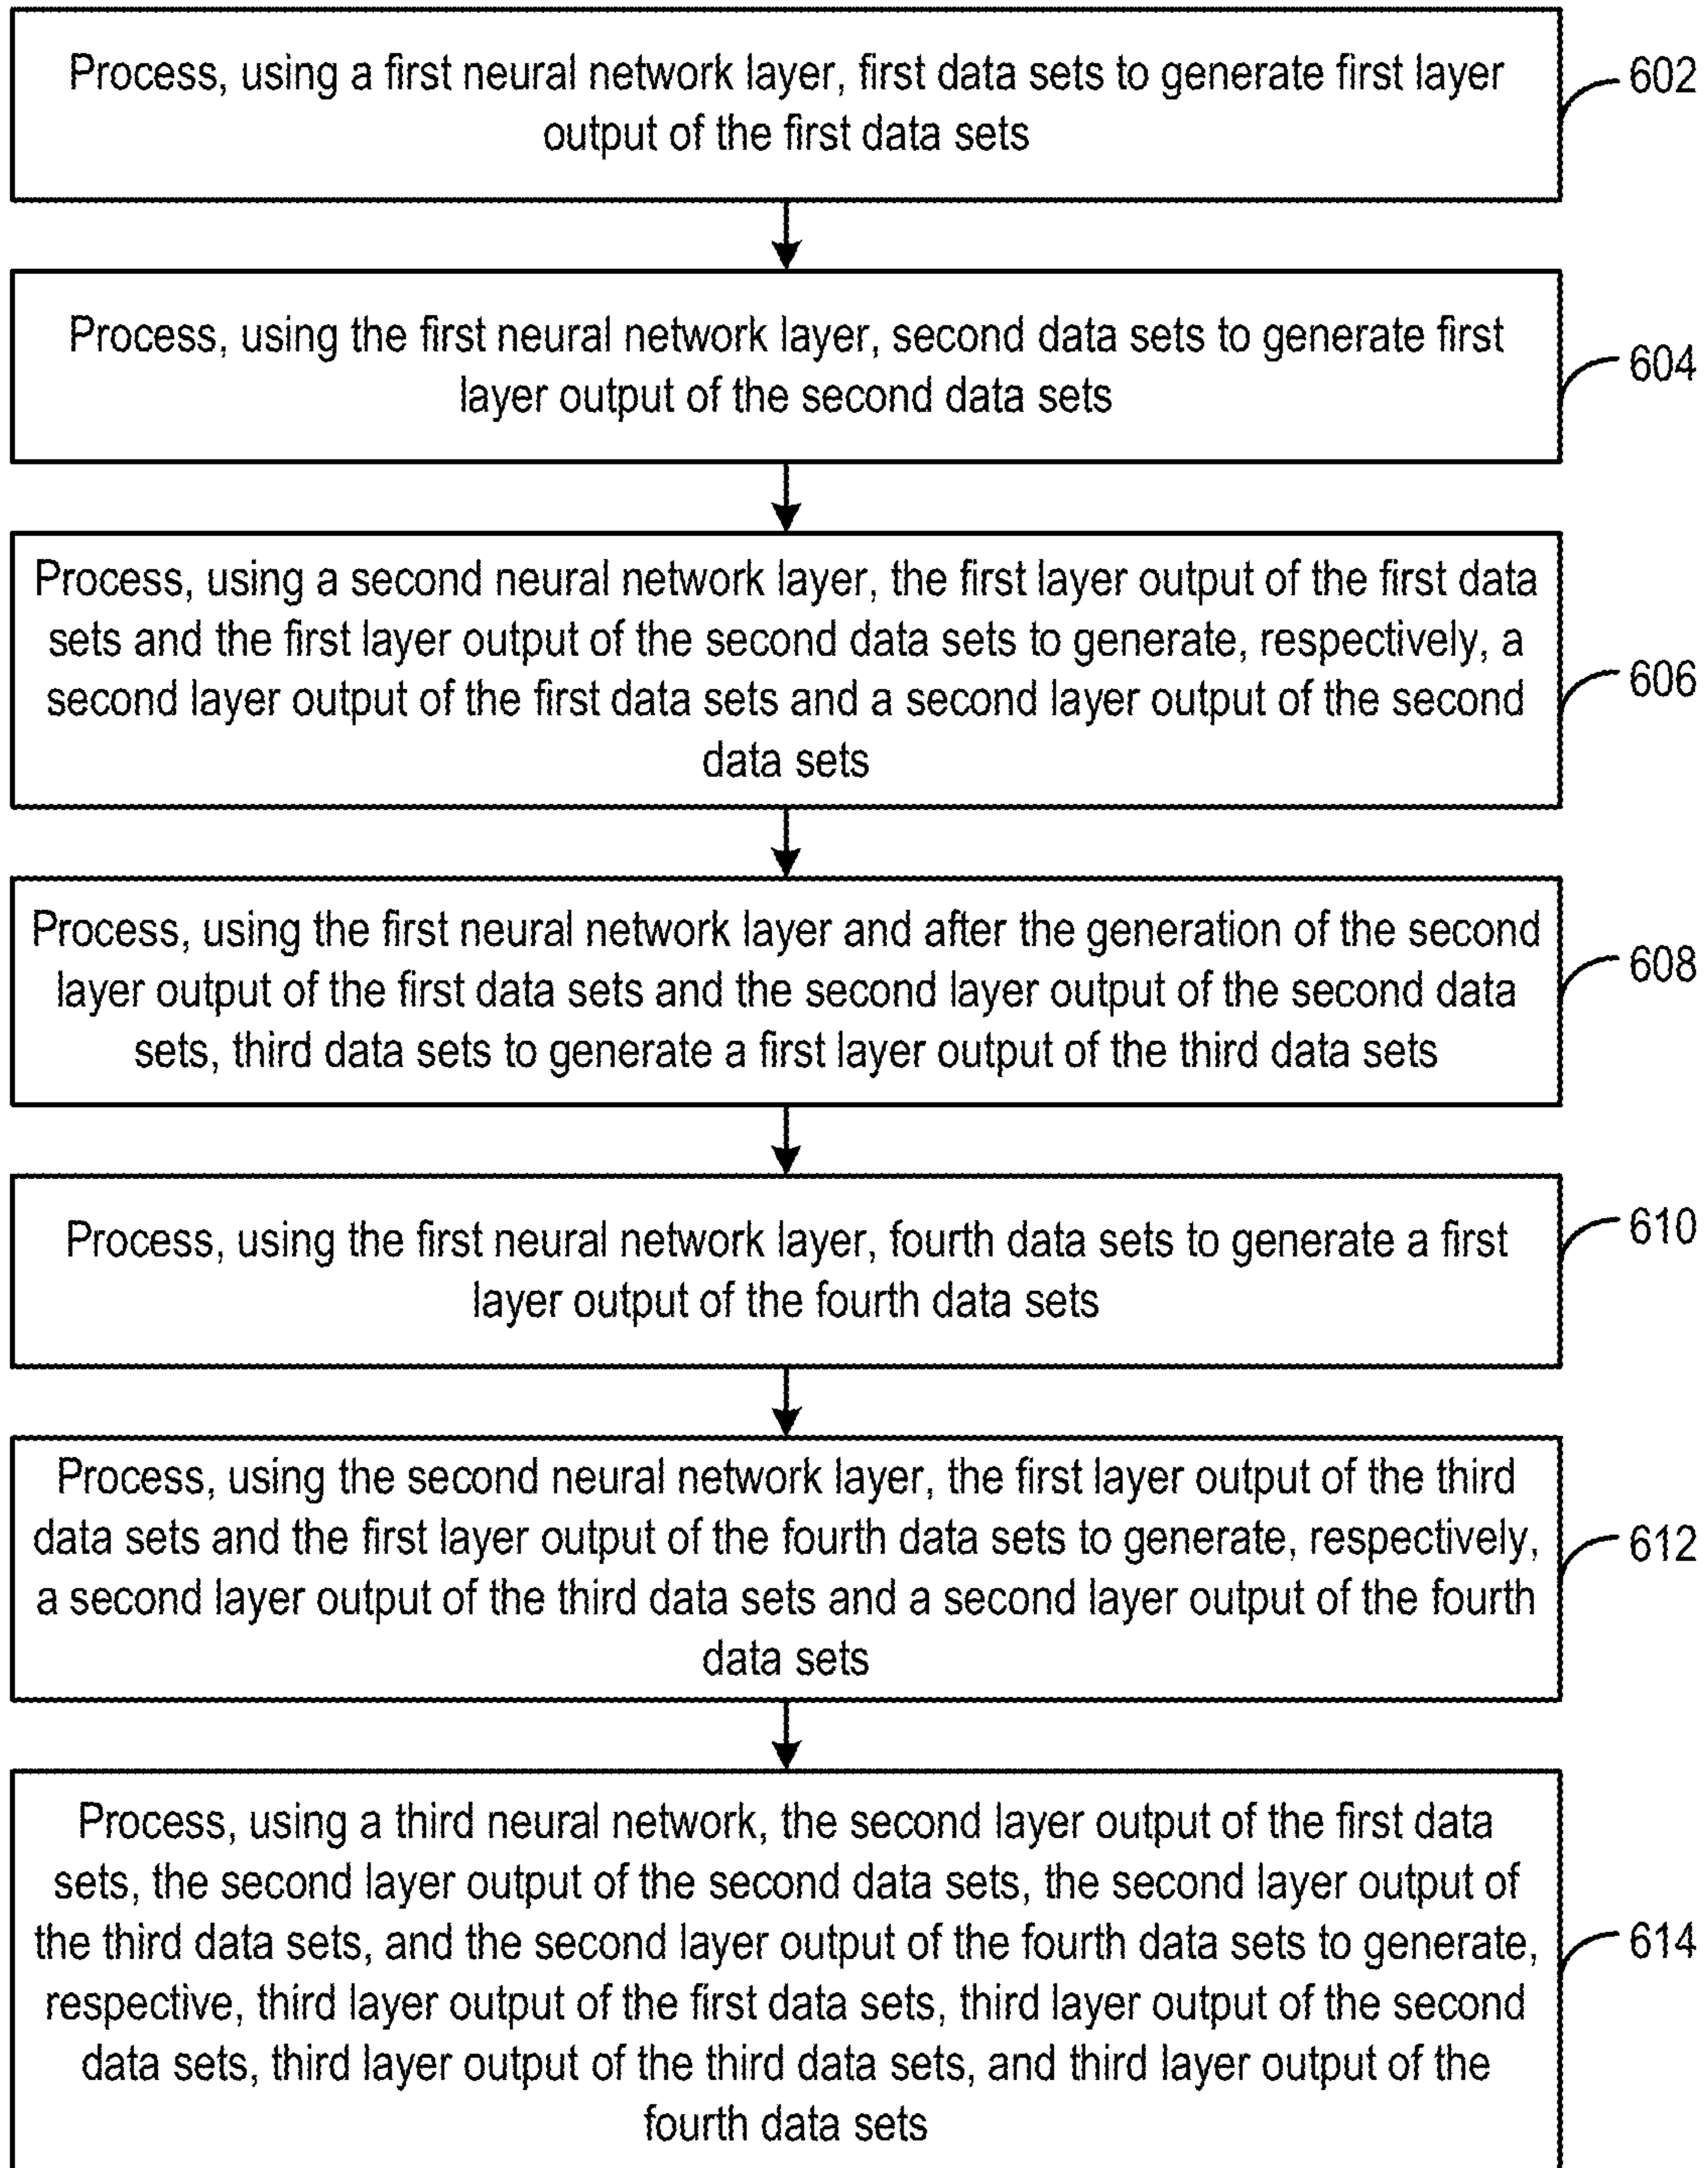 Process, using a first neural network layer, first data sets to generate first layer
output of the first data sets
602
Process, using the first neural network layer, second data sets to generate first
layer output of the second data sets
604
Process, using a second neural network layer, the first layer output of the first data
sets and the first layer output of the second data sets to generate, respectively, a
second layer output of the first data sets and a second layer output of the second
data sets
606
Process, using the first neural network layer and after the generation of the second
layer output of the first data sets and the second layer output of the second data
sets, third data sets to generate a first layer output of the third data sets
608
Process, using the first neural network layer, fourth data sets to generate a first
layer output of the fourth data sets
610
Process, using the second neural network layer, the first layer output of the third
data sets and the first layer output of the fourth data sets to generate, respectively,
a second layer output of the third data sets and a second layer output of the fourth
data sets
612
Process, using a third neural network, the second layer output of the first data
sets, the second layer output of the second data sets, the second layer output of
the third data sets, and the second layer output of the fourth data sets to generate,
respective, third layer output of the first data sets, third layer output of the second
data sets, third layer output of the third data sets, and third layer output of the
fourth data sets
614